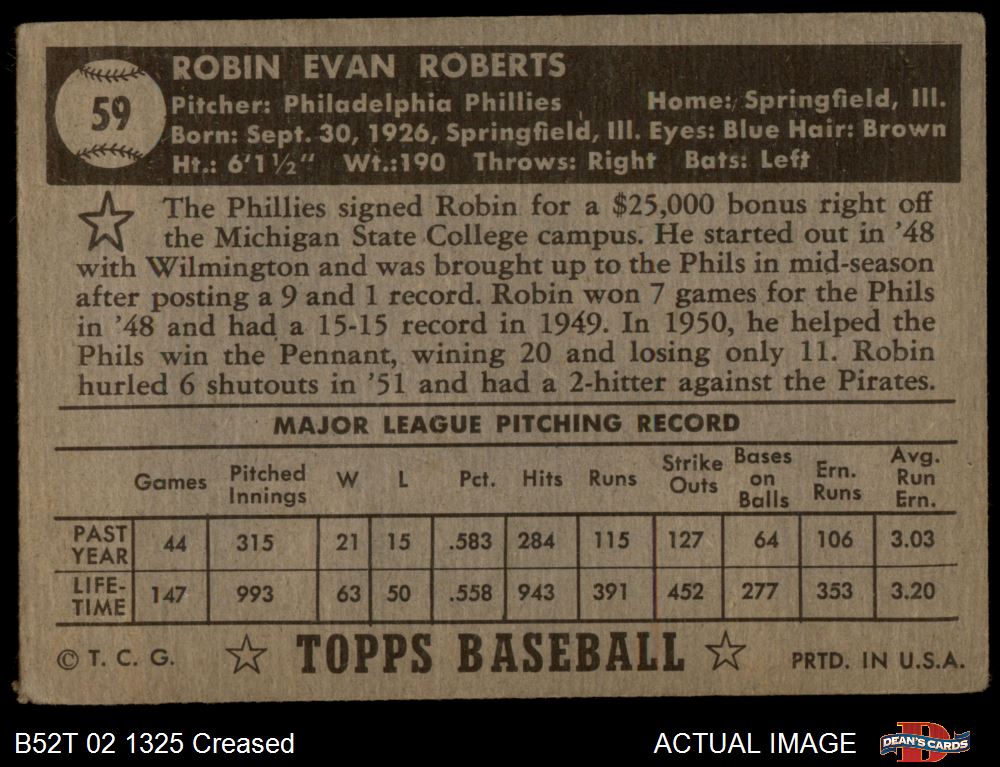 ROBIN EVAN ROBERTS
59
Pitcher: Philadelphia Phillies Home: Springfield, Ill.
Born: Sept. 30, 1926, Springfield, Ill. Eyes: Blue Hair: Brown
Ht.: 6'1½" Wt.:190 Throws: Right Bats: Left
The Phillies signed Robin for a $25,000 bonus right off
the Michigan State College campus. He started out in '48
with Wilmington and was brought up to the Phils in mid-season
after posting a 9 and 1 record. Robin won 7 games for the Phils
in '48 and had a 15-15 record in 1949. In 1950, he helped the
Phils win the Pennant, wining 20 and losing only 11. Robin
hurled 6 shutouts in '51 and had a 2-hitter against the Pirates.
MAJOR LEAGUE PITCHING RECORD
Games Pitched Innings W L Pct. Hits Runs Strike Outs Bases on Balls Ern. Runs Avg. Run Ern.
PAST YEAR 44 315 21 15 .583 284 115 127 64 106 3.03
LIFE-TIME 147 993 63 50 .558 943 391 452 277 353 3.20
© T. C. G. TOPPS BASEBALL PRTD. IN U.S.A.
B52T 02 1325 Creased ACTUAL IMAGE D DEAN'S CARDS